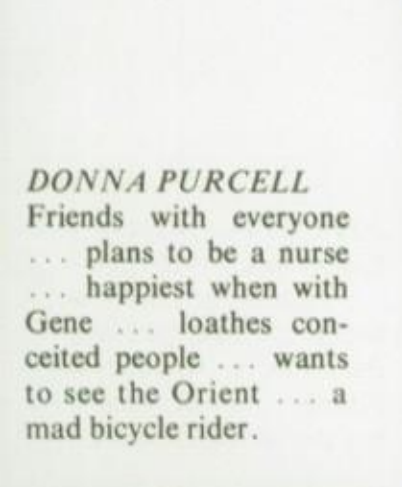 DONNA PURCELL
Friends with everyone
... plans to be a nurse
... happiest when with
Gene ... loathes con-
ceited people ... wants
to see the Orient ... a
mad bicycle rider.